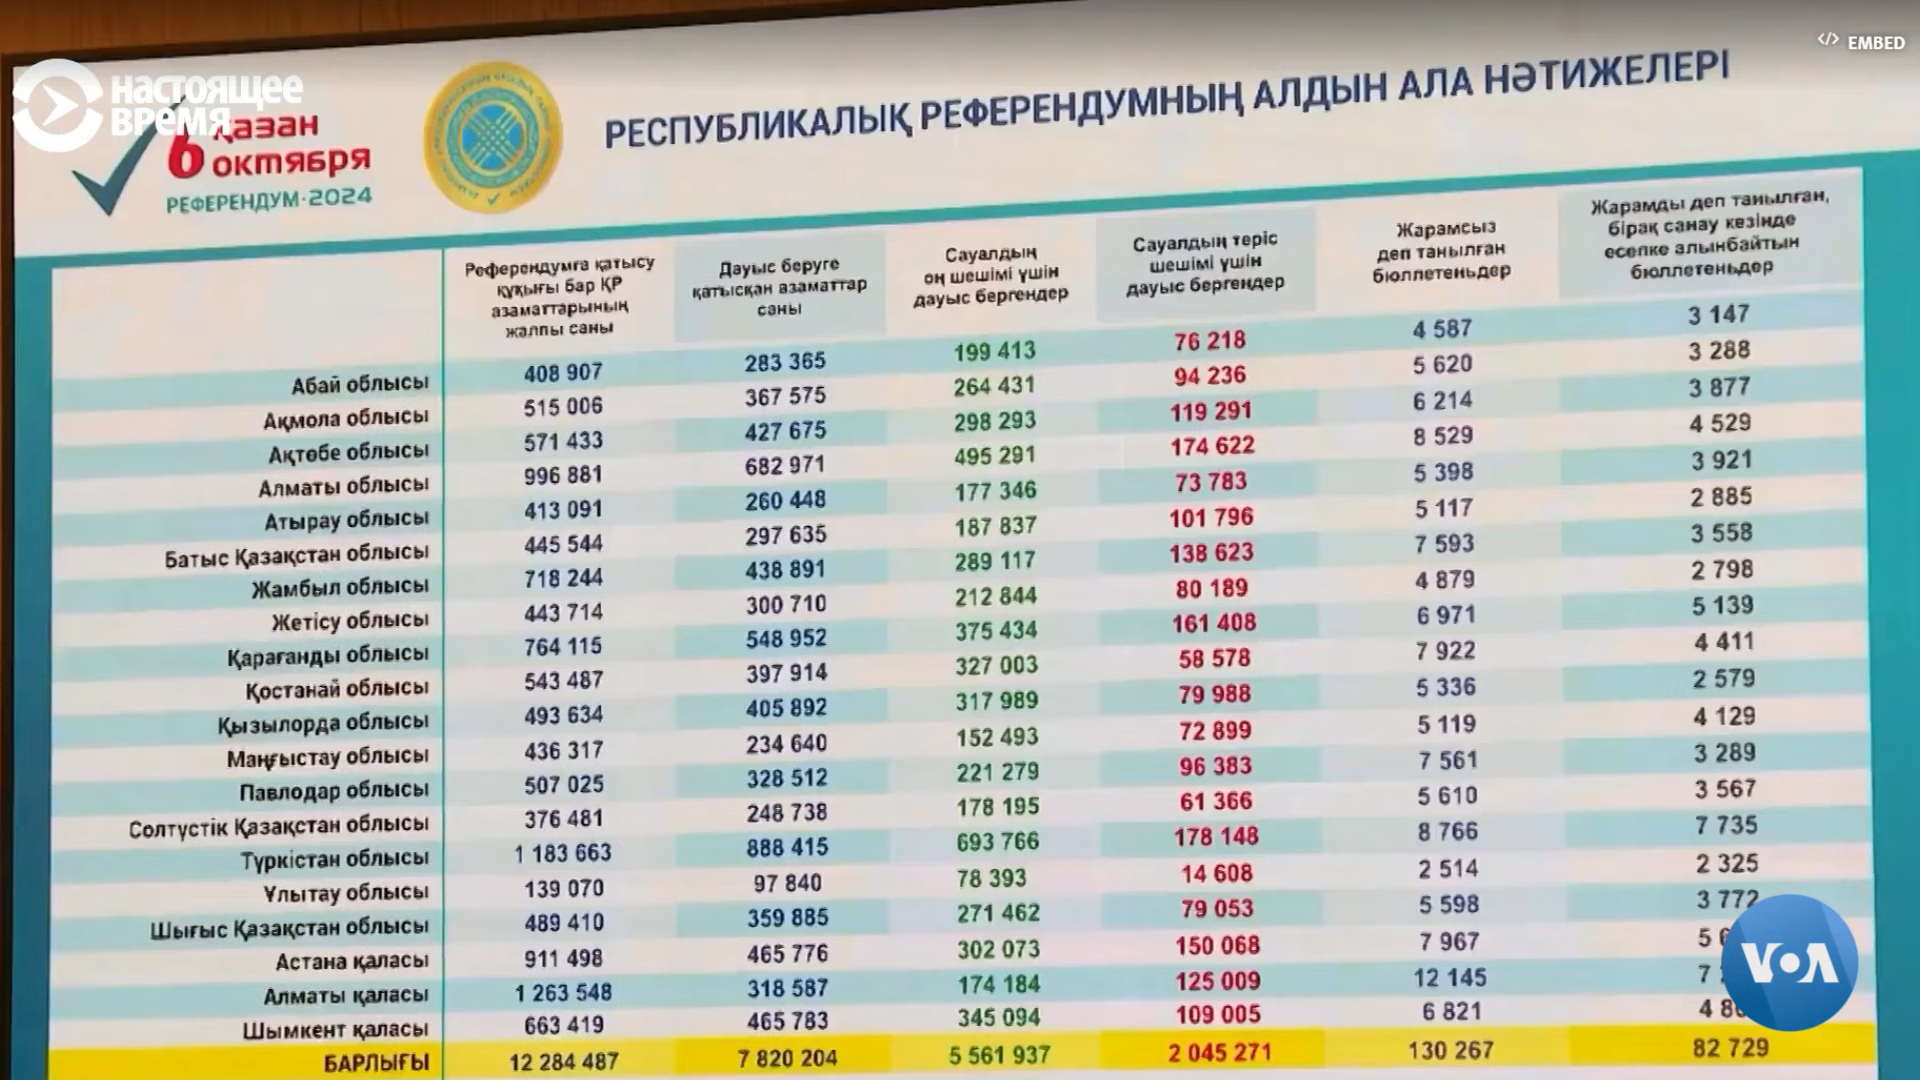 EMBED
НАСТОЯЩЕЕ
ВРЕМЯ
6 қазан
октября
РЕФЕРЕНДУМ·2024
РЕСПУБЛИКАЛЫҚ РЕФЕРЕНДУМНЫҢ АЛДЫН АЛА НӘТИЖЕЛЕРІ
Референдумға қатысу
құқығы бар ҚР
азаматтарының
жалпы саны
Дауыс беруге
қатысқан азаматтар
саны
Сауалдың
оң шешімі үшін
дауыс бергендер
Сауалдың теріс
шешімі үшін
дауыс бергендер
Жарамсыз
деп танылған
бюллетеньдер
Жарамды деп танылған,
бірақ санау кезінде
есепке алынбайтын
бюллетеньдер
Абай облысы 408 907 283 365 199 413 76 218 4 587 3 147
Ақмола облысы 515 006 367 575 264 431 94 236 5 620 3 288
Ақтөбе облысы 571 433 427 675 298 293 119 291 6 214 3 877
Алматы облысы 996 881 682 971 495 291 174 622 8 529 4 529
Атырау облысы 413 091 260 448 177 346 73 783 5 398 3 921
Батыс Қазақстан облысы 445 544 297 635 187 837 101 796 5 117 2 885
Жамбыл облысы 718 244 438 891 289 117 138 623 7 593 3 558
Жетісу облысы 443 714 300 710 212 844 80 189 4 879 2 798
Қарағанды облысы 764 115 548 952 375 434 161 408 6 971 5 139
Қостанай облысы 543 487 397 914 327 003 58 578 7 922 4 411
Қызылорда облысы 493 634 405 892 317 989 79 988 5 336 2 579
Маңғыстау облысы 436 317 234 640 152 493 72 899 5 119 4 129
Павлодар облысы 507 025 328 512 221 279 96 383 7 561 3 289
Солтүстік Қазақстан облысы 376 481 248 738 178 195 61 366 5 610 3 567
Түркістан облысы 1 183 663 888 415 693 766 178 148 8 766 7 735
Ұлытау облысы 139 070 97 840 78 393 14 608 2 514 2 325
Шығыс Қазақстан облысы 489 410 359 885 271 462 79 053 5 598 3 772
Астана қаласы 911 498 465 776 302 073 150 068 7 967
Алматы қаласы 1 263 548 318 587 174 184 125 009 12 145
Шымкент қаласы 663 419 465 783 345 094 109 005 6 821
БАРЛЫҒЫ 12 284 487 7 820 204 5 561 937 2 045 271 130 267 82 729
VOA